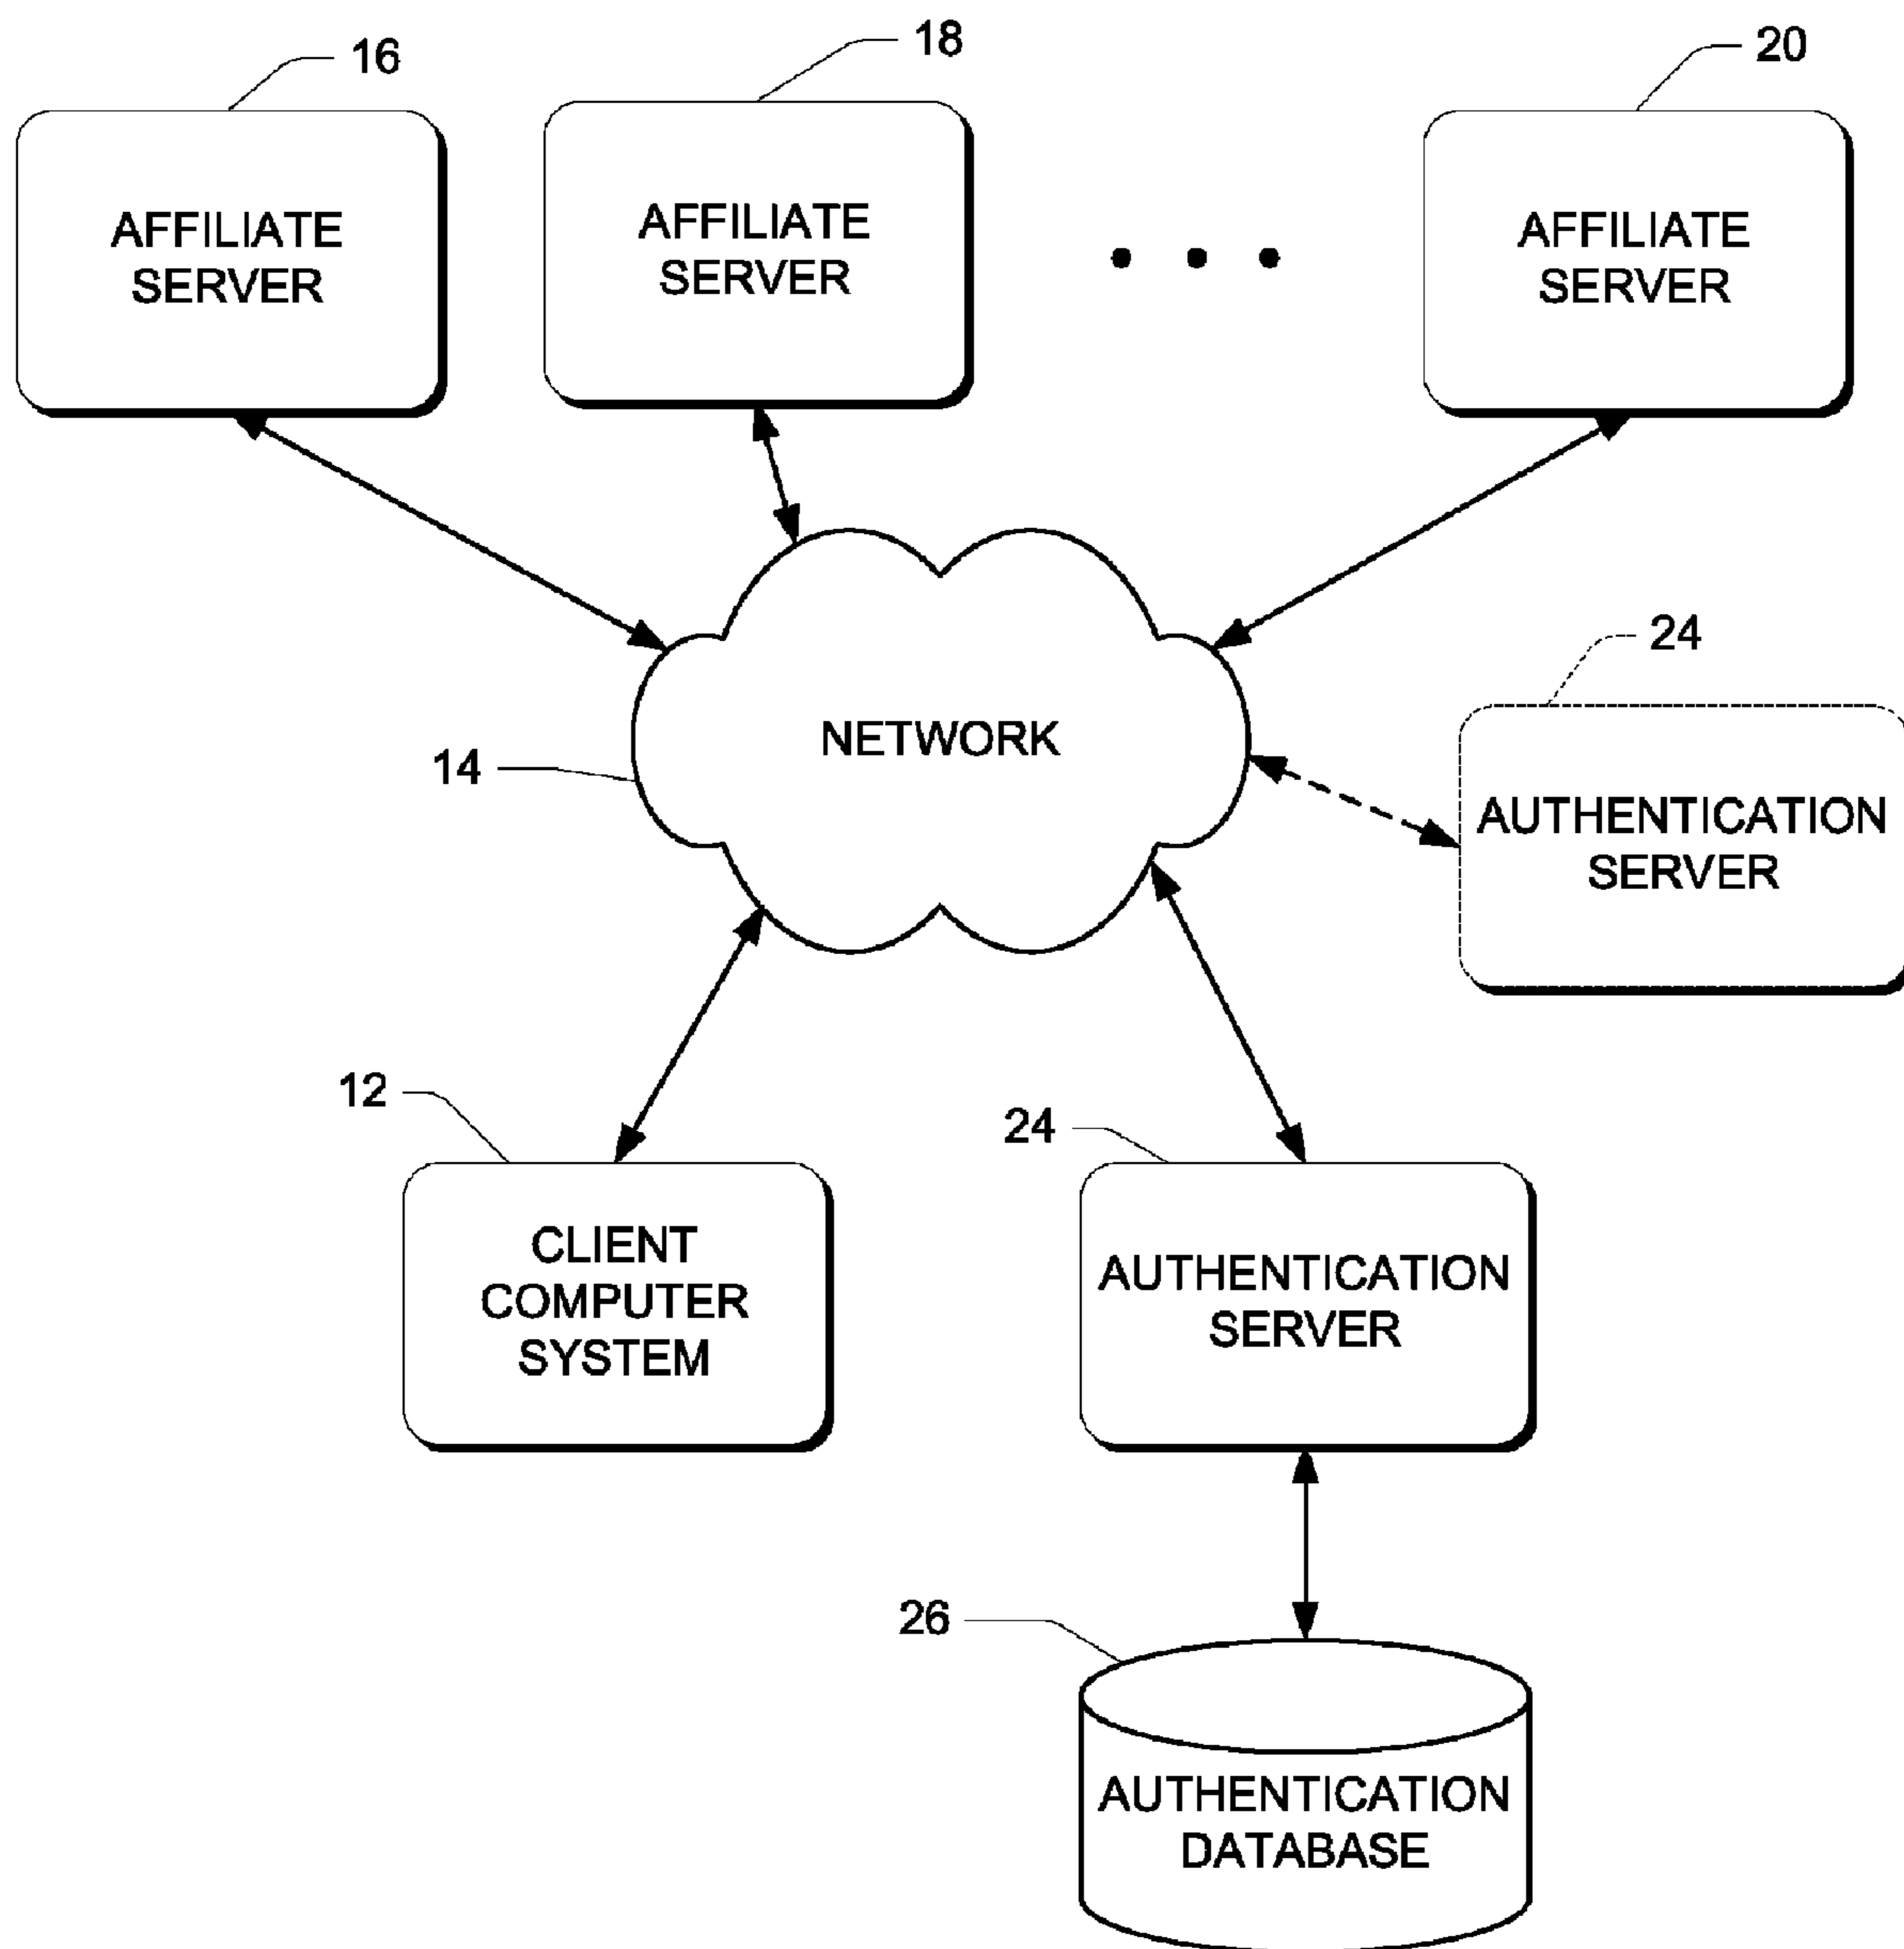 16
18
20
AFFILIATE
SERVER
AFFILIATE
SERVER
• • •
AFFILIATE
SERVER
24
NETWORK
14
AUTHENTICATION
SERVER
12
24
CLIENT
COMPUTER
SYSTEM
AUTHENTICATION
SERVER
26
AUTHENTICATION
DATABASE